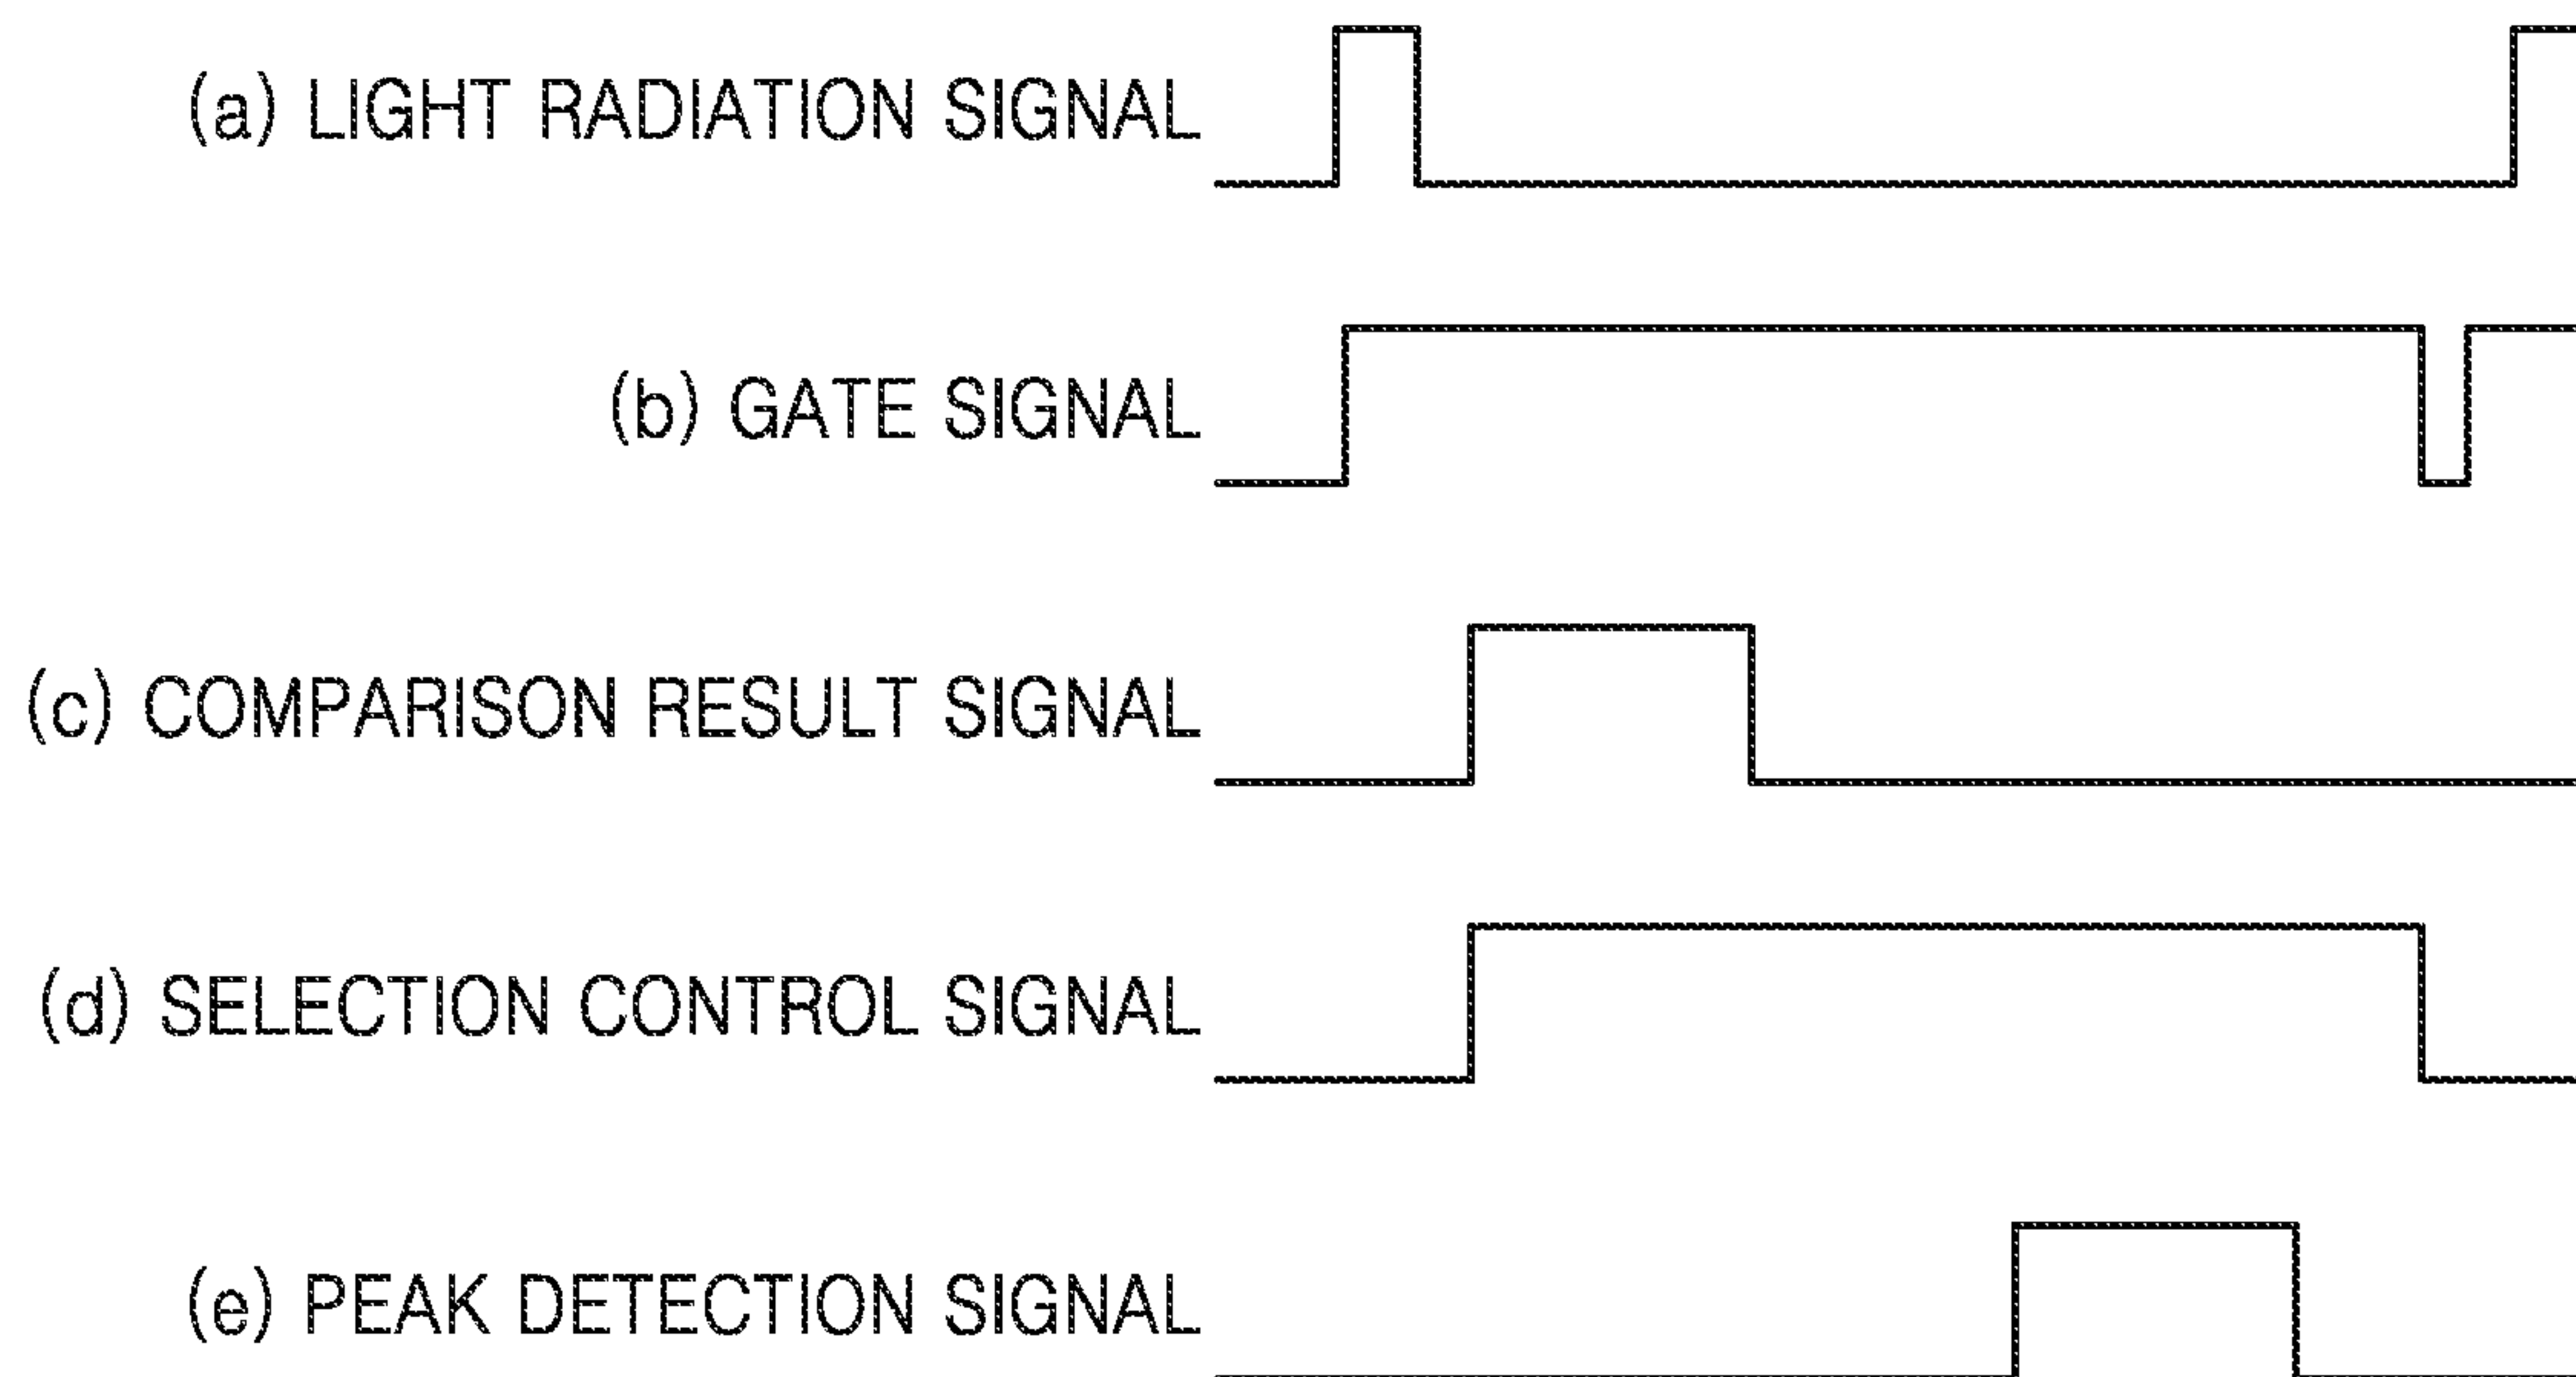 (a) LIGHT RADIATION SIGNAL
(b) GATE SIGNAL
(c) COMPARISON RESULT SIGNAL
(d) SELECTION CONTROL SIGNAL
(e) PEAK DETECTION SIGNAL